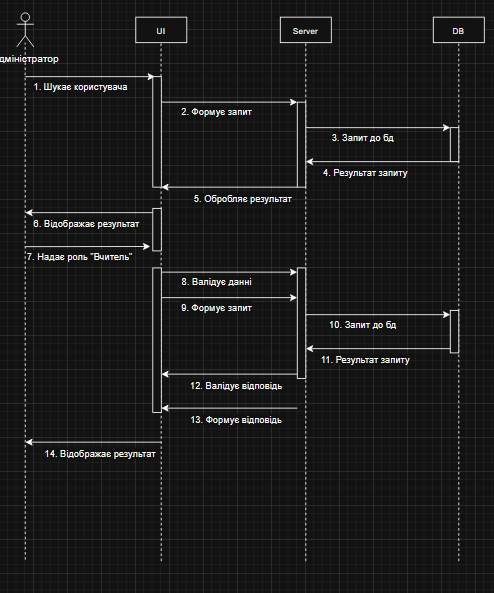 UI
Server
DB
дміністратор
1. Шукає користувача
2. Формує запит
3. Запит до бд
4. Результат запиту
5. Обробляє результат
6. Відображає результат
7. Надає роль "Вчитель"
8. Валідує данні
9. Формує запит
10. Запит до бд
11. Результат запиту
12. Валідує відповідь
13. Формує відповідь
14. Відображає результат